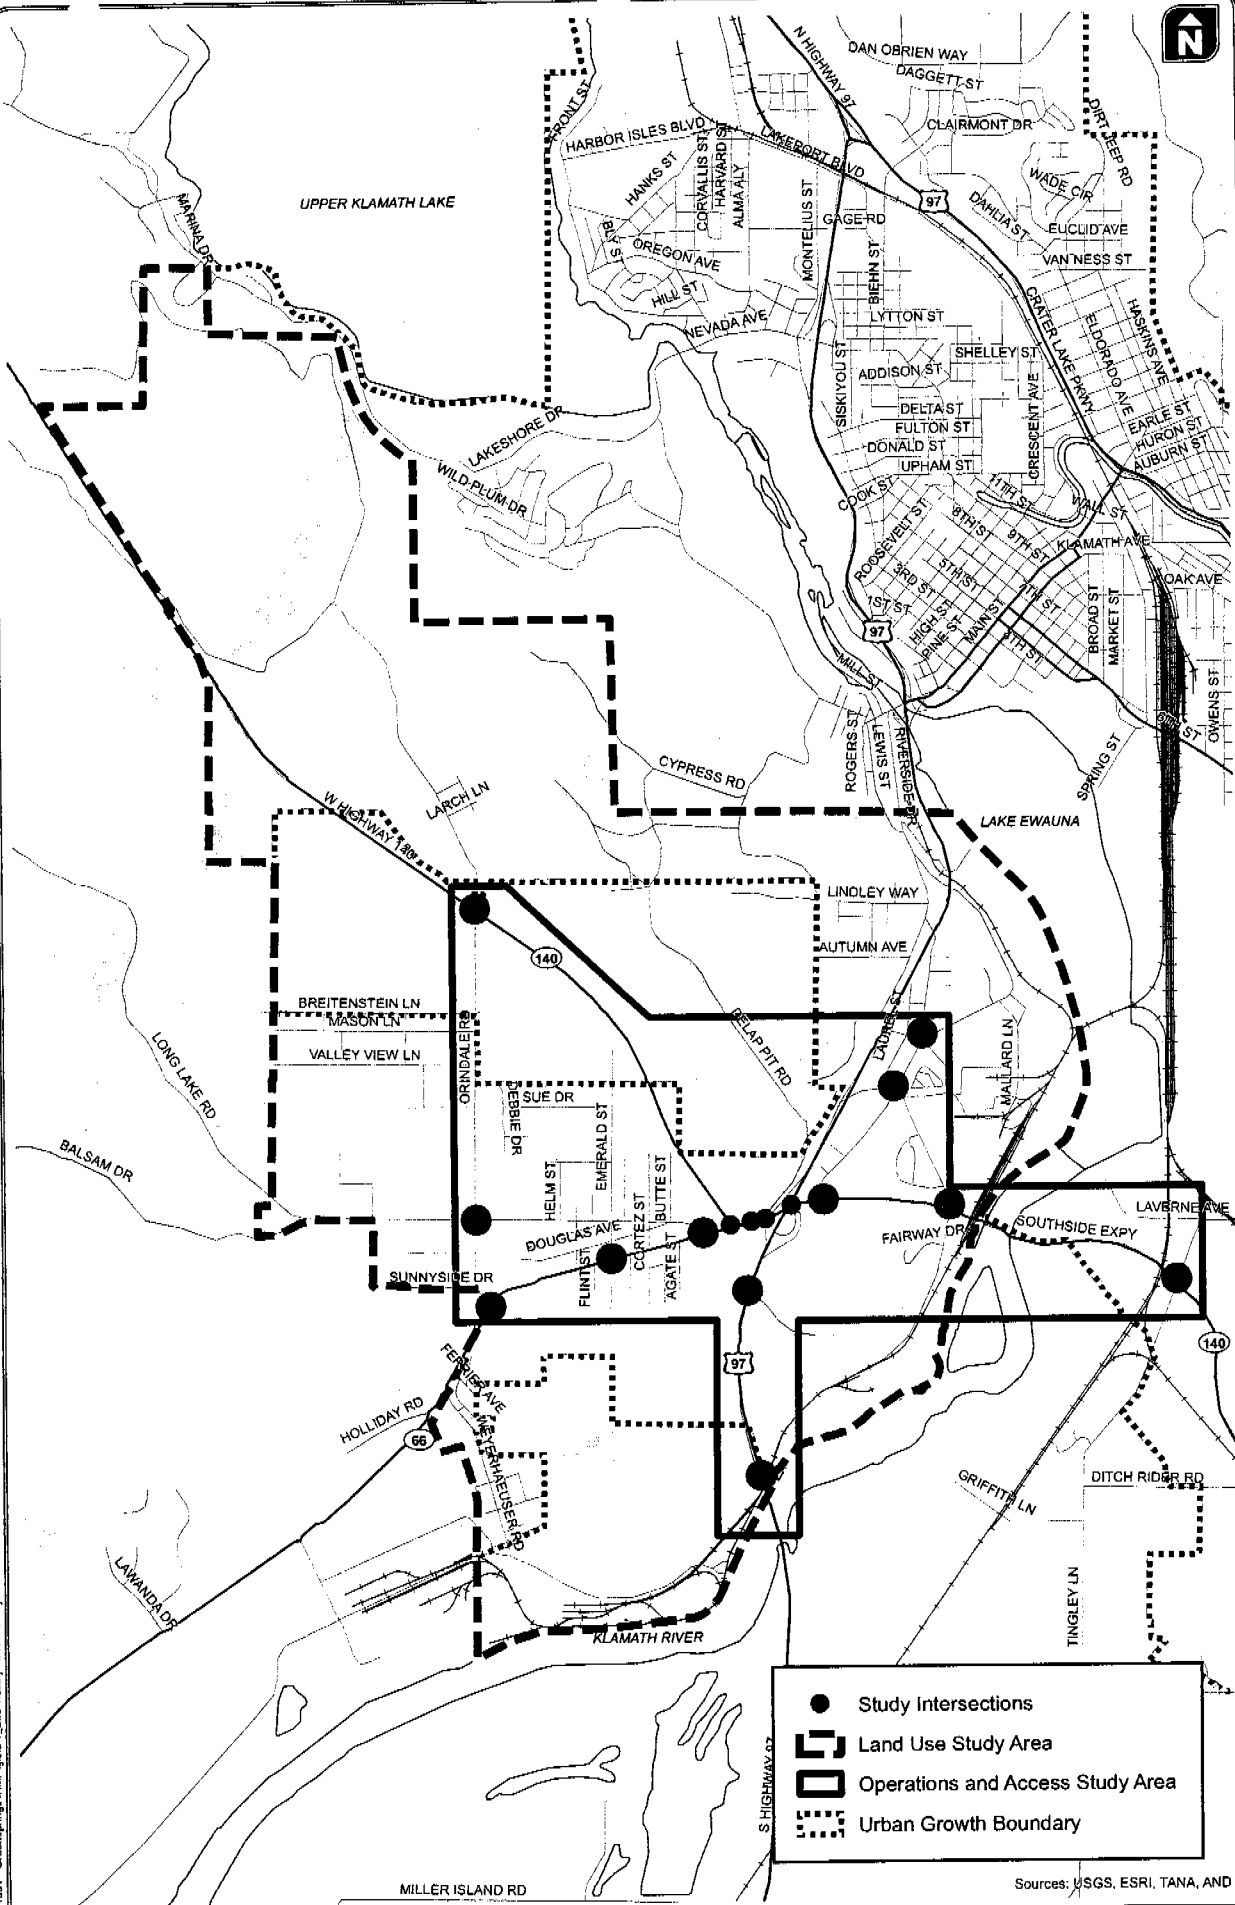 N
N HIGHWAY 97
DAN OBRIEN WAY
DAGGETT ST
FRONT ST
HARBOR ISLES BLVD
CORVALLIS ST
HARVARD ST
ALMA ALY
LAKEPORT BLVD
CLAIRMONT DR
DIRT JEEP RD
HANKS ST
WADE CIR
MARINA DR
UPPER KLAMATH LAKE
MONTELIUS ST
GAGE RD
97
DAHLIA ST
EUCLID AVE
BLY ST
OREGON AVE
BIEHN ST
VAN NESS ST
HILL ST
CRATER LAKE PKWY
NEVADA AVE
LYTTON ST
ELDORADO AVE
HASKINS AVE
SISKIYOU ST
SHELLEY ST
ADDISON ST
CRESCENT AVE
DELTA ST
FULTON ST
EARLE ST
HURON ST
AUBURN ST
LAKESHORE DR
DONALD ST
UPHAM ST
WILD PLUM DR
COOK ST
11TH ST
WALL ST
ROOSEVELT ST
8TH ST
9TH ST
KLAMATH AVE
3RD ST
5TH ST
7TH ST
OAK AVE
1ST ST
HIGH ST
PINE ST
MAIN ST
BROAD ST
MARKET ST
97
MILL ST
OWENS ST
6TH ST
ROGERS ST
LEWIS ST
RIVERSIDE DR
CYPRESS RD
SPRING ST
LARCH LN
W HIGHWAY 140
LAKE EWAUNA
LINDLEY WAY
AUTUMN AVE
140
BREITENSTEIN LN
MASON LN
VALLEY VIEW LN
ORINDALE RD
DELAP PIT RD
LAUREL ST
MALLARD LN
LONG LAKE RD
SUE DR
DEBBIE DR
EMERALD ST
BALSAM DR
HELM ST
BUTTE ST
CORTEZ ST
DOUGLAS AVE
FLINT ST
AGATE ST
FAIRWAY DR
SOUTHSIDE EXPY
LAVERNE AVE
SUNNYSIDE DR
140
97
FERRIER AVE
HOLLIDAY RD
66
WEYERHAEUSER RD
GRIFFITH LN
DITCH RIDER RD
LAWANDA DR
TINGLEY LN
KLAMATH RIVER
S HIGHWAY 97
Study Intersections
Land Use Study Area
Operations and Access Study Area
Urban Growth Boundary
MILLER ISLAND RD
Sources: USGS, ESRI, TANA, AND